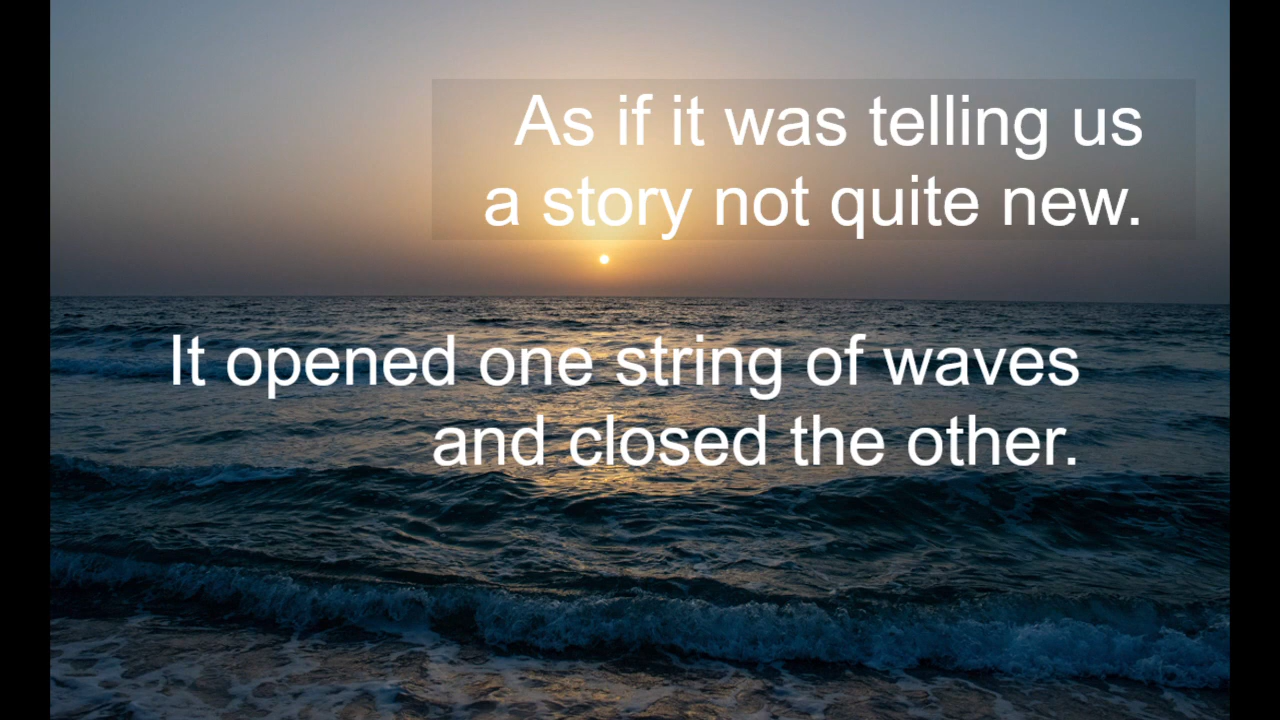 As if it was telling us
a story not quite new.
It opened one string of waves
and closed the other.